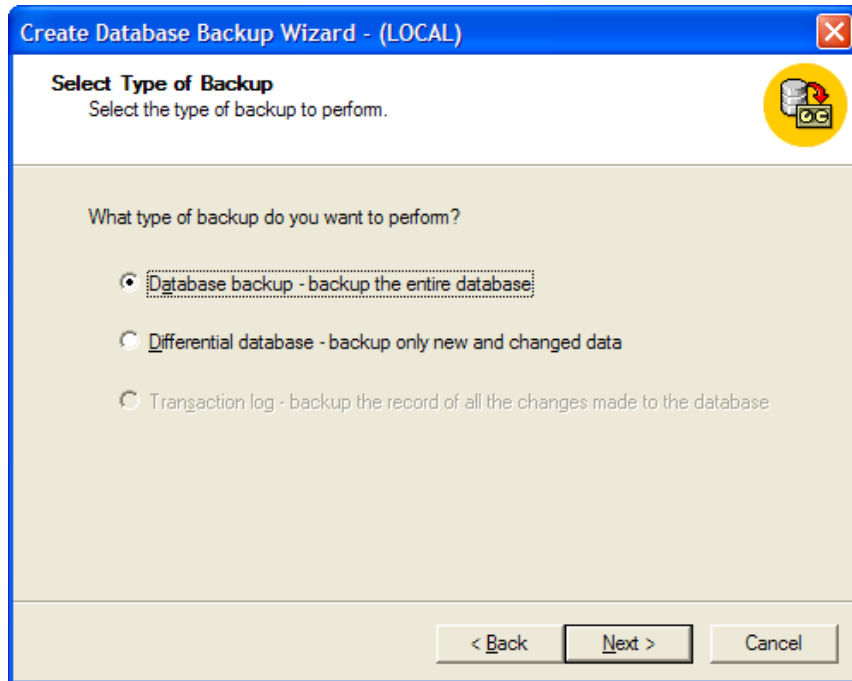 Create Database Backup Wizard - (LOCAL)
Select Type of Backup
Select the type of backup to perform.
What type of backup do you want to perform?
Database backup - backup the entire database
Differential database - backup only new and changed data
Transaction log - backup the record of all the changes made to the database
< Back Next > Cancel